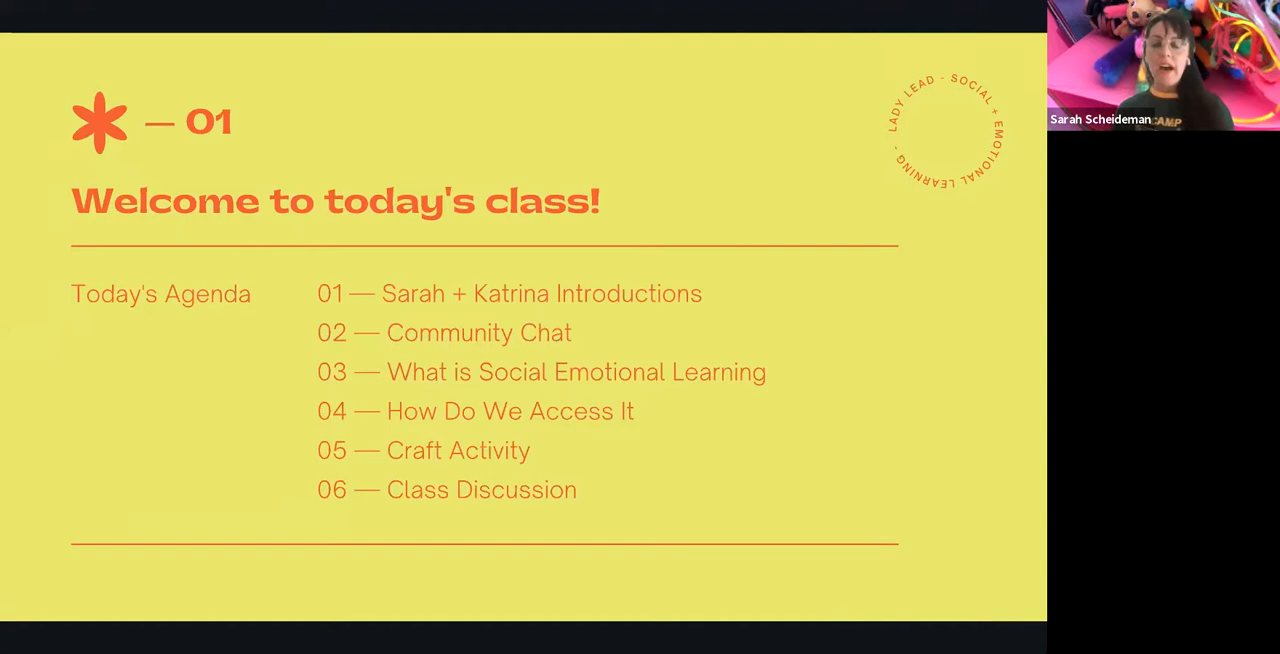 — 01
LADY LEAD - SOCIAL + EMOTIONAL LEARNING -
Sarah Scheideman
CAMP
Welcome to today's class!
Today's Agenda
01 — Sarah + Katrina Introductions
02 — Community Chat
03 — What is Social Emotional Learning
04 — How Do We Access It
05 — Craft Activity
06 — Class Discussion